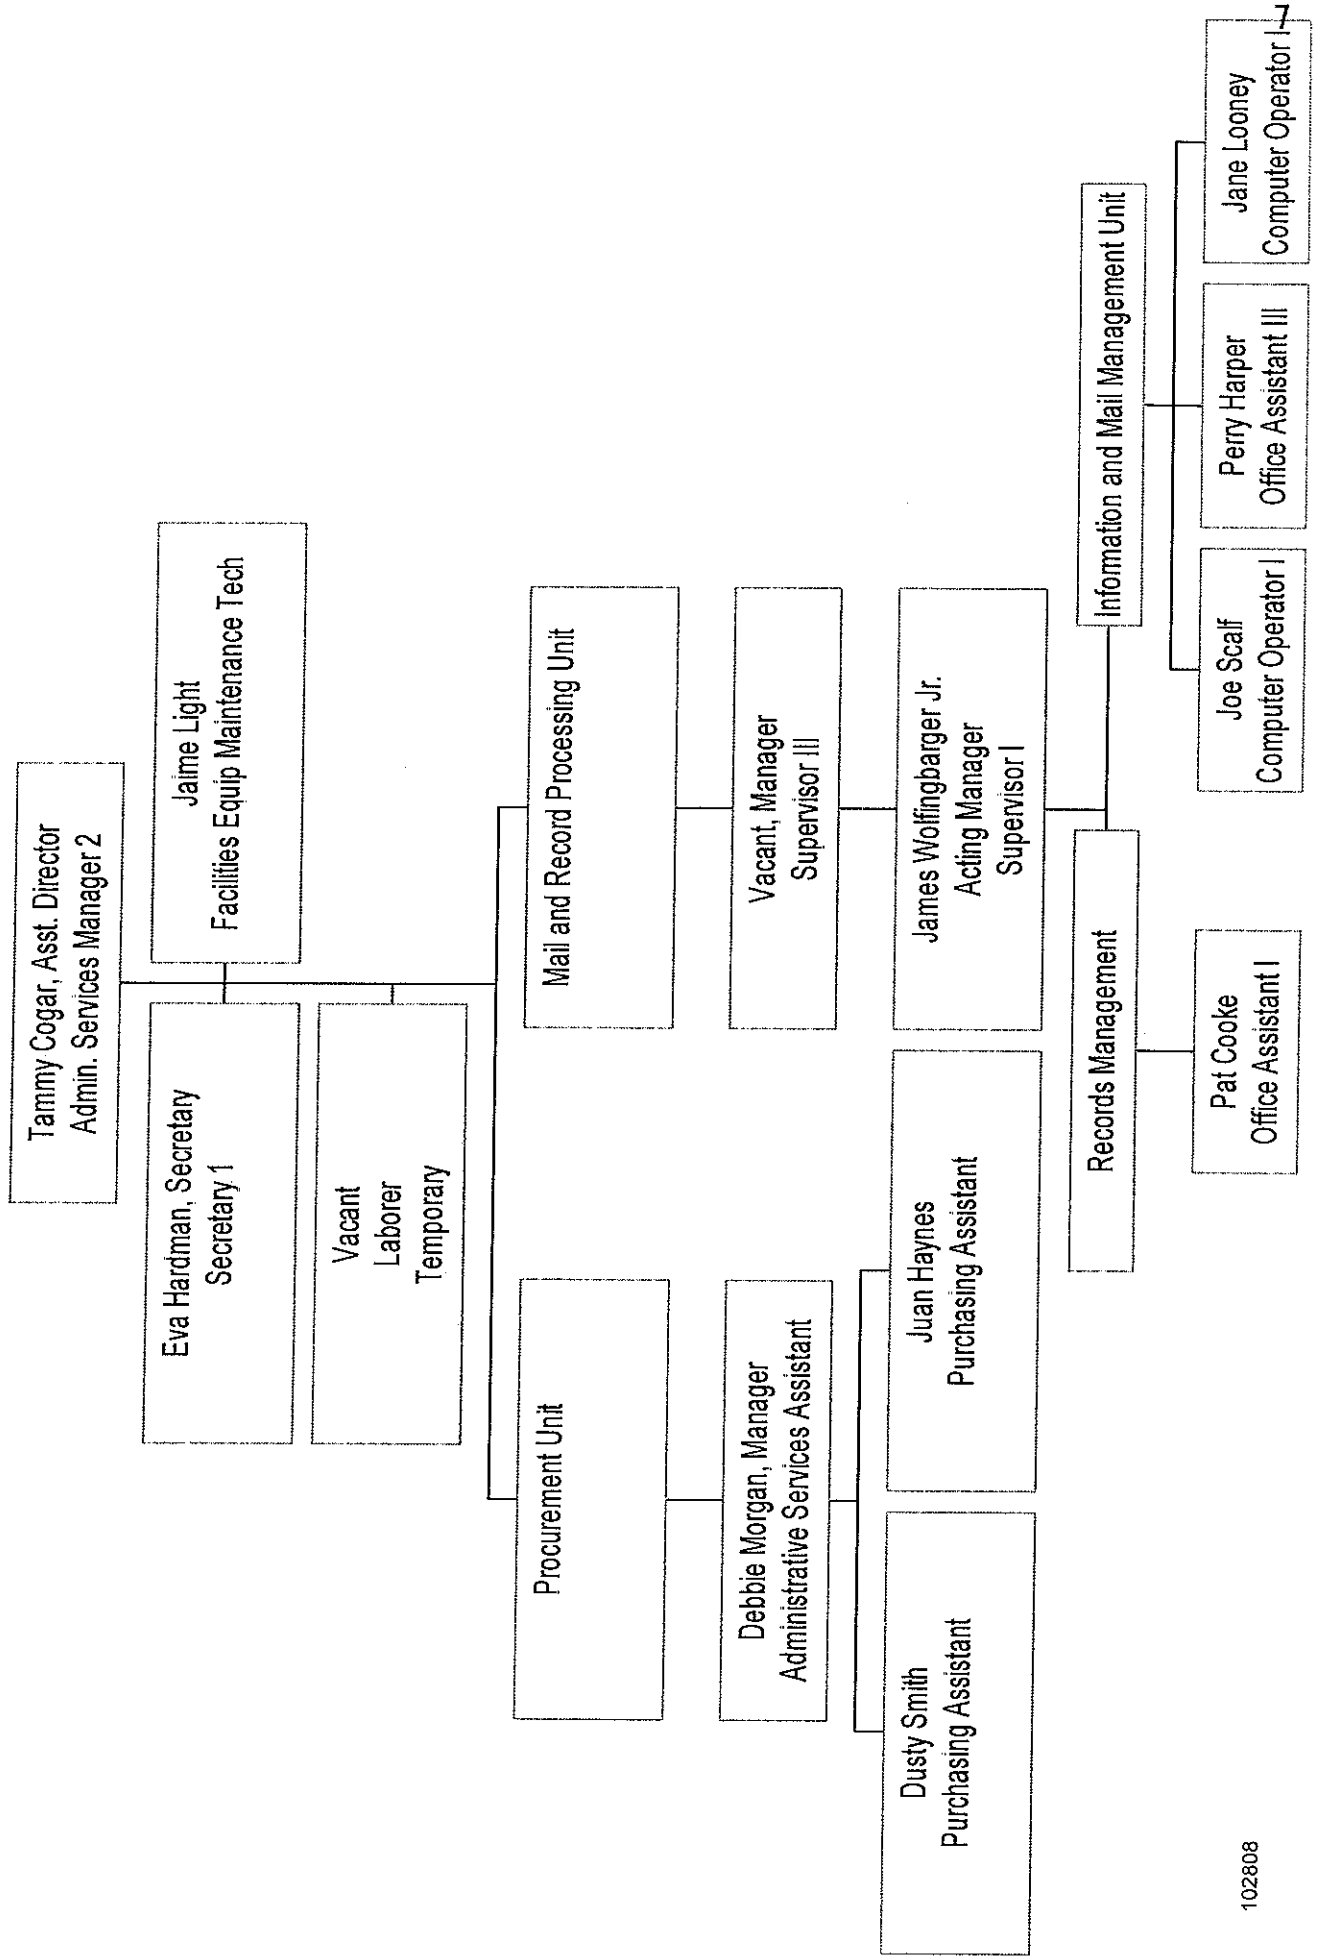 Tammy Cogar, Asst. Director
Admin. Services Manager 2
Eva Hardman, Secretary
Secretary 1
Jaime Light
Facilities Equip Maintenance Tech
Vacant
Laborer
Temporary
Procurement Unit
Mail and Record Processing Unit
Debbie Morgan, Manager
Administrative Services Assistant
Vacant, Manager
Supervisor III
Dusty Smith
Purchasing Assistant
Juan Haynes
Purchasing Assistant
James Wolfingbarger Jr.
Acting Manager
Supervisor I
Records Management
Information and Mail Management Unit
Pat Cooke
Office Assistant I
Joe Scalf
Computer Operator I
Perry Harper
Office Assistant III
Jane Looney
Computer Operator I
102808
7